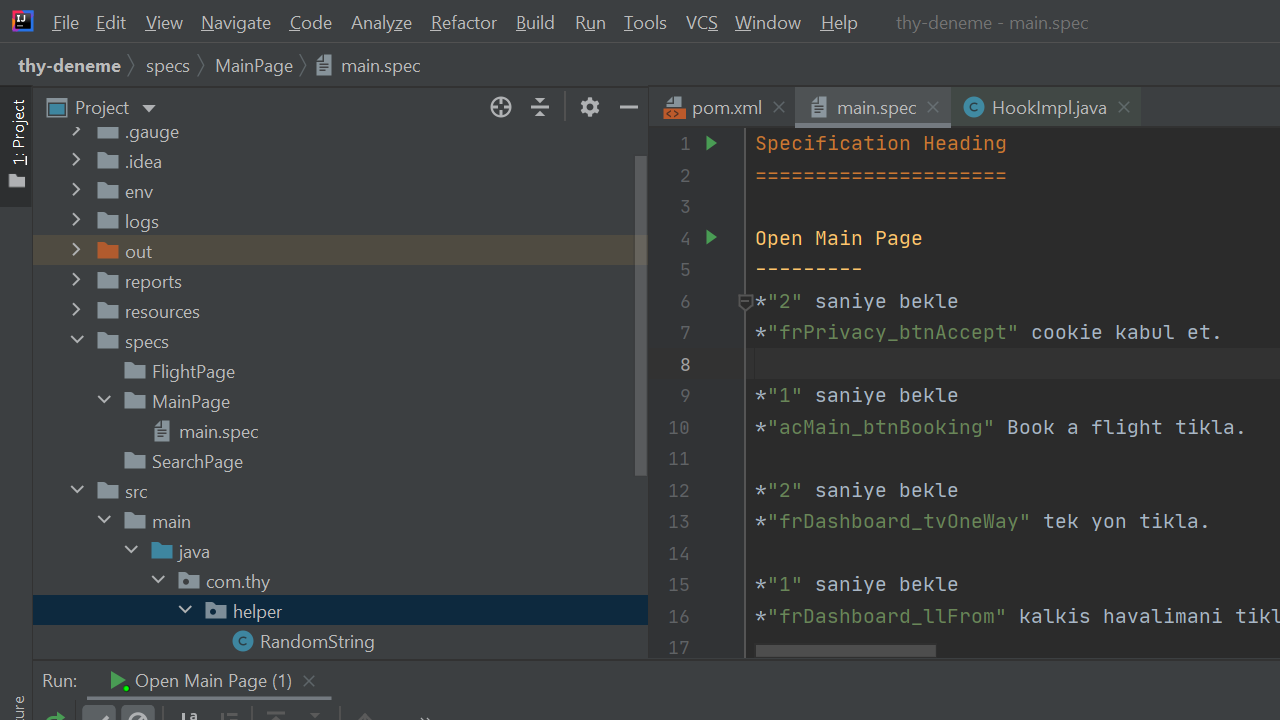 File Edit View Navigate Code Analyze Refactor Build Run Tools VCS Window Help thy-deneme - main.spec
thy-deneme specs MainPage main.spec
1: Project
Project
.gauge
.idea
env
logs
out
reports
resources
specs
FlightPage
MainPage
main.spec
SearchPage
src
main
java
com.thy
helper
RandomString
pom.xml main.spec HookImpl.java
1 Specification Heading
2 =====================
3
4 Open Main Page
5 ---------
6 *"2" saniye bekle
7 *"frPrivacy_btnAccept" cookie kabul et.
8
9 *"1" saniye bekle
10 *"acMain_btnBooking" Book a flight tikla.
11
12 *"2" saniye bekle
13 *"frDashboard_tvOneWay" tek yon tikla.
14
15 *"1" saniye bekle
16 *"frDashboard_llFrom" kalkis havalimani tikl
17
Run: Open Main Page (1)